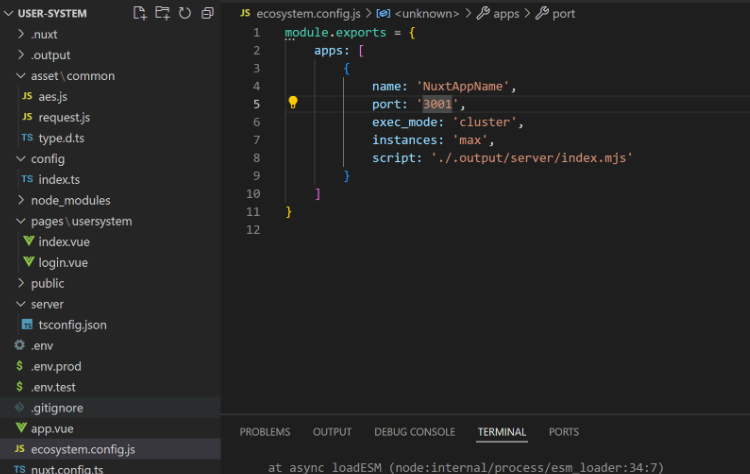 USER-SYSTEM
.nuxt
.output
asset\common
JS aes.js
JS request.js
TS type.d.ts
config
TS index.ts
node_modules
pages\usersystem
index.vue
login.vue
public
server
TS tsconfig.json
.env
$ .env.prod
$ .env.test
.gitignore
app.vue
JS ecosystem.config.js
TS nuxt.config.ts
JS ecosystem.config.js > <unknown> > apps > port
1 module.exports = {
2 apps: [
3 {
4 name: 'NuxtAppName',
5 port: '3001',
6 exec_mode: 'cluster',
7 instances: 'max',
8 script: './.output/server/index.mjs'
9 }
10 ]
11 }
12
PROBLEMS OUTPUT DEBUG CONSOLE TERMINAL PORTS
at async loadESM (node:internal/process/esm_loader:34:7)